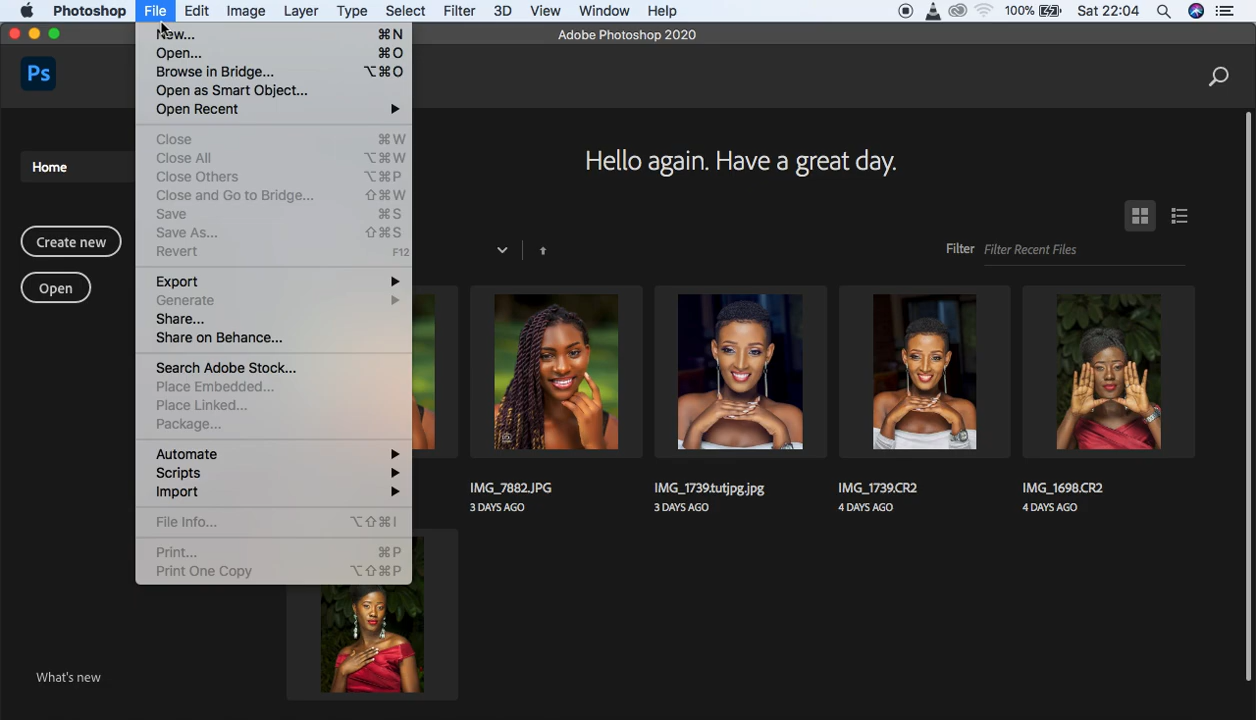 Photoshop File Edit Image Layer Type Select Filter 3D View Window Help 100% Sat 22:04
Adobe Photoshop 2020
Ps
New... ⌘N
Open... ⌘O
Browse in Bridge... ⌥⌘O
Open as Smart Object...
Open Recent
Close ⌘W
Close All ⌥⌘W
Close Others ⌥⌘P
Close and Go to Bridge... ⇧⌘W
Save ⌘S
Save As... ⇧⌘S
Revert F12
Export
Generate
Share...
Share on Behance...
Search Adobe Stock...
Place Embedded...
Place Linked...
Package...
Automate
Scripts
Import
File Info... ⌥⇧⌘I
Print... ⌘P
Print One Copy ⌥⇧⌘P
Home
Create new
Open
What's new
Hello again. Have a great day.
Filter Filter Recent Files
IMG_7882.JPG
3 DAYS AGO
IMG_1739tutjpg.jpg
3 DAYS AGO
IMG_1739.CR2
4 DAYS AGO
IMG_1698.CR2
4 DAYS AGO